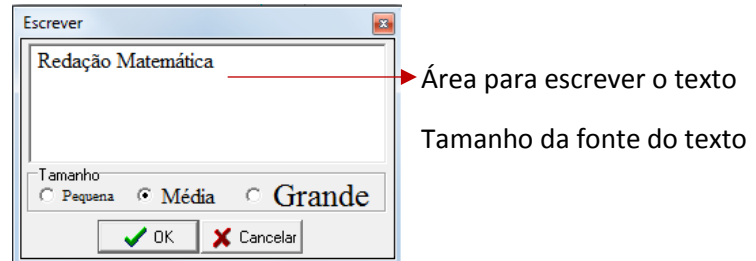 Escrever
Redação Matemática
Área para escrever o texto
Tamanho da fonte do texto
Tamanho
Pequena Média Grande
OK Cancelar